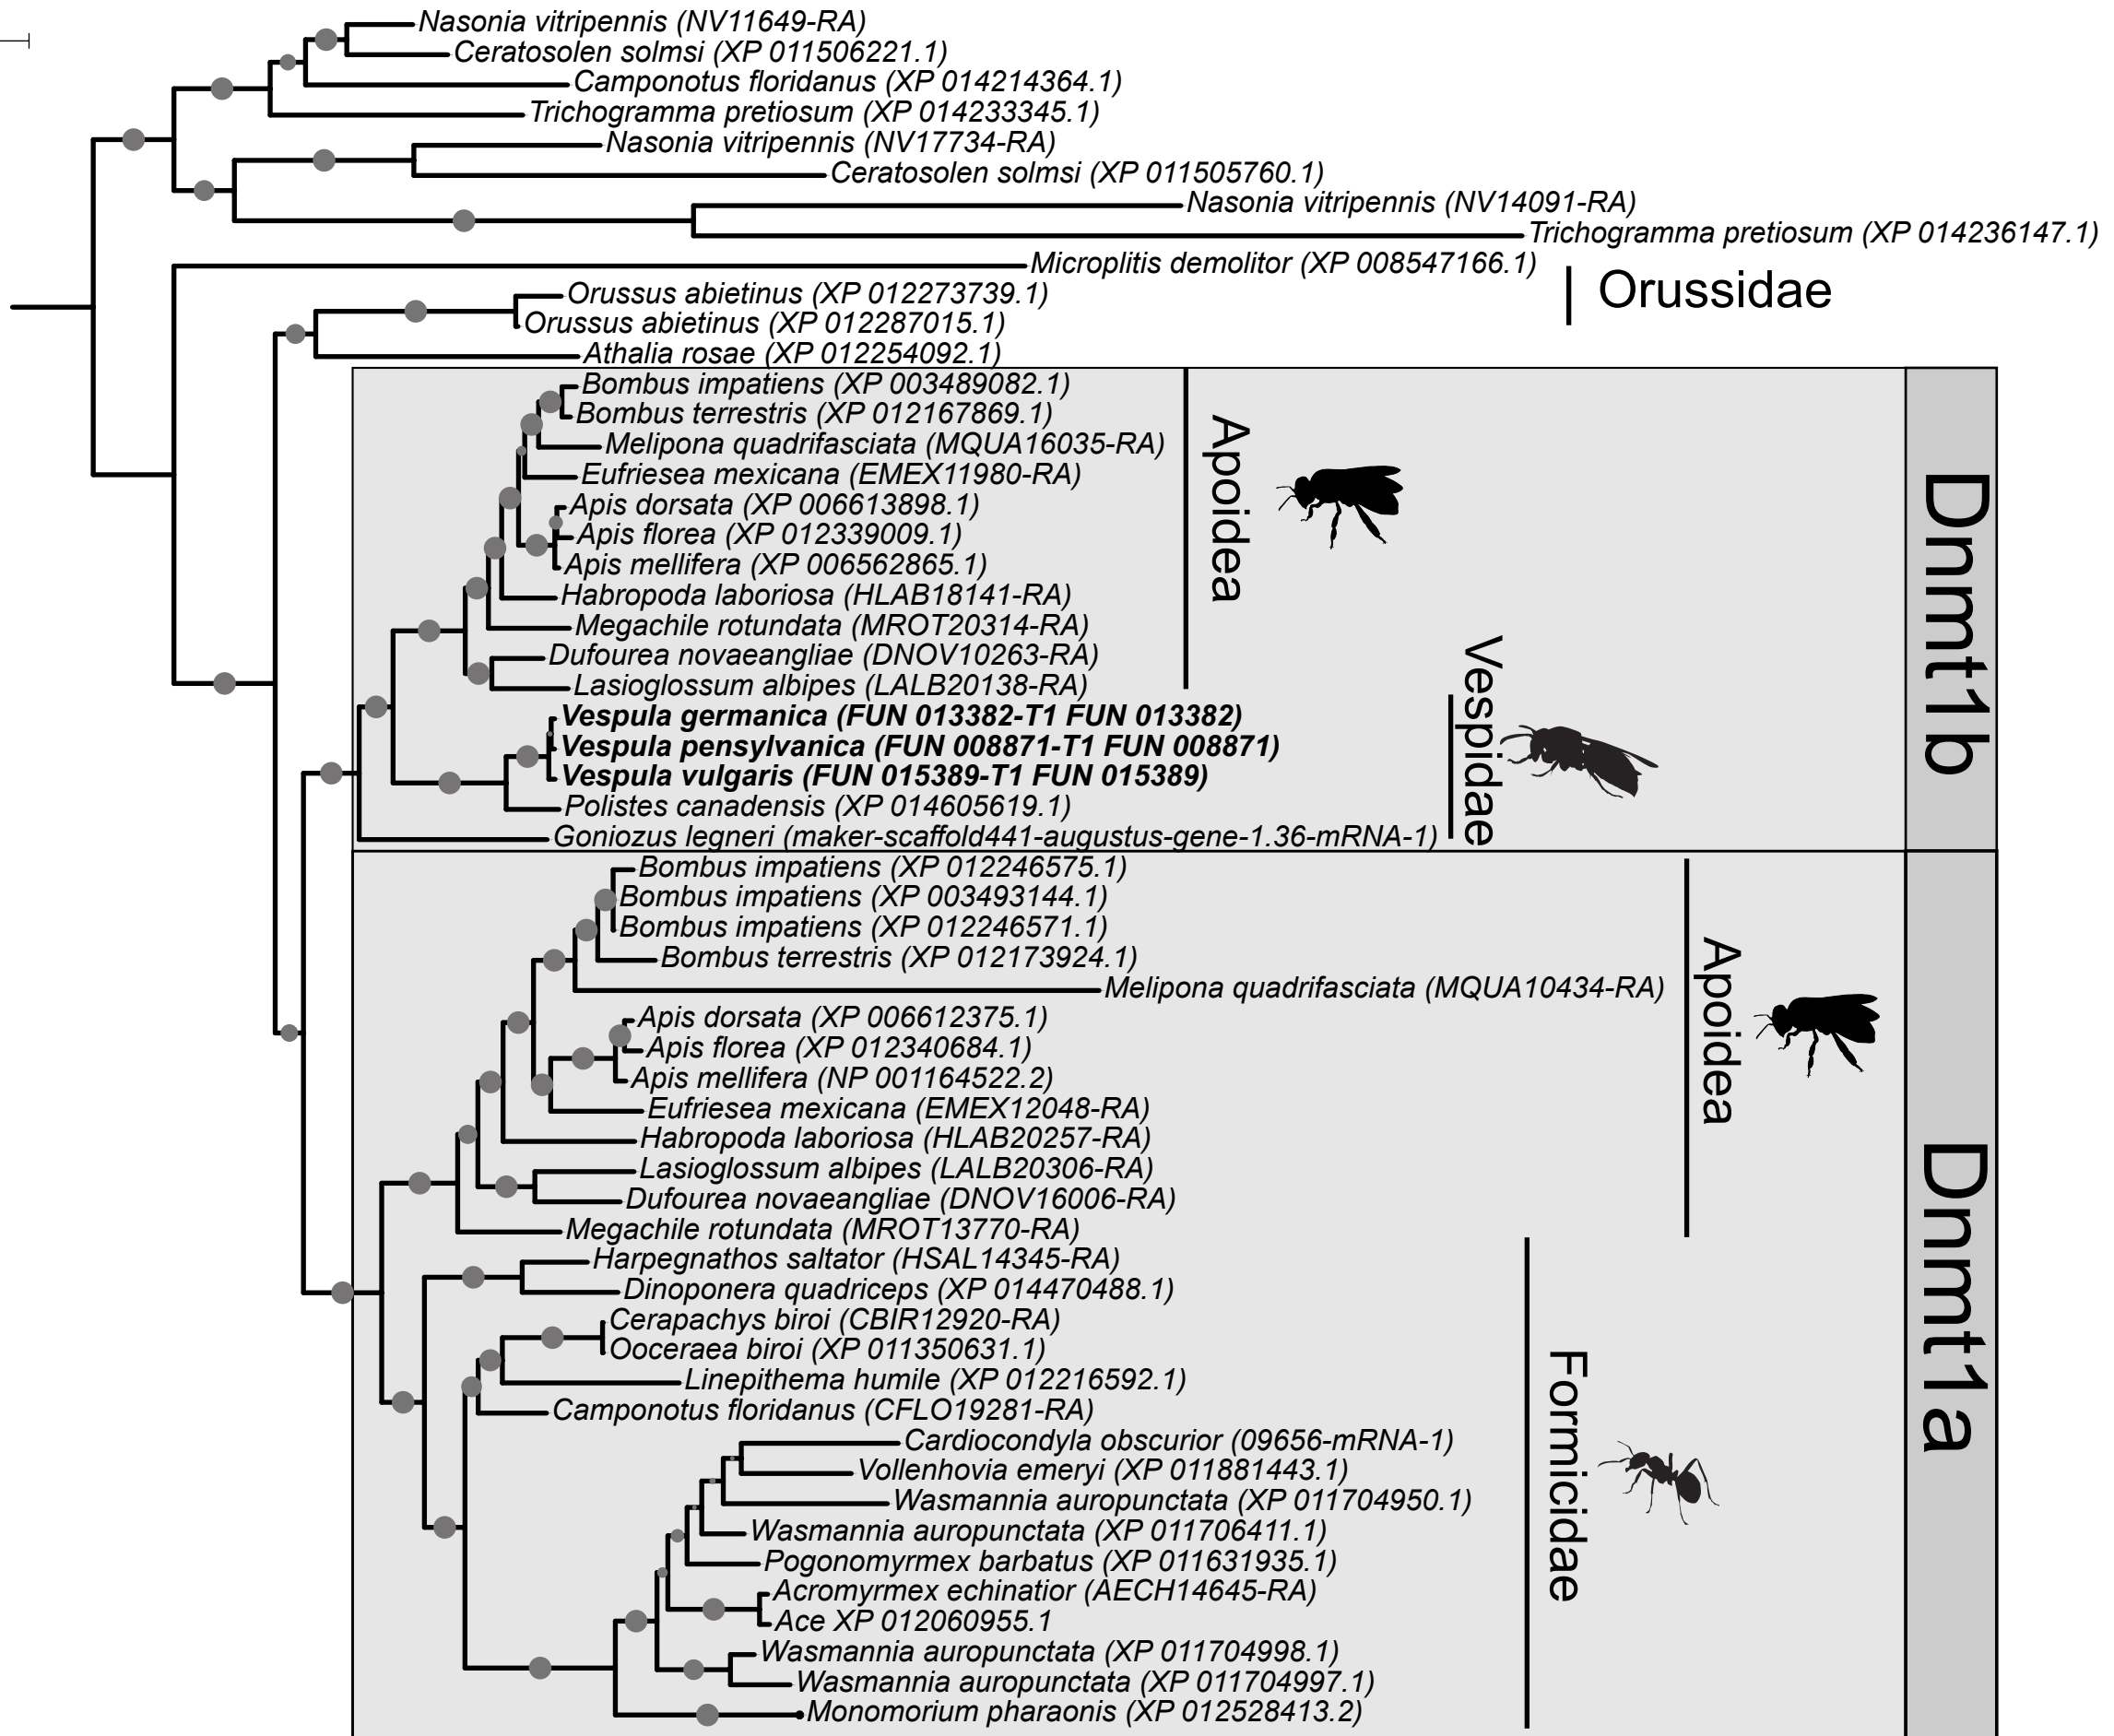 Nasonia vitripennis (NV11649-RA)
Ceratosolen solmsi (XP 011506221.1)
Camponotus floridanus (XP 014214364.1)
Trichogramma pretiosum (XP 014233345.1)
Nasonia vitripennis (NV17734-RA)
Ceratosolen solmsi (XP 011505760.1)
Nasonia vitripennis (NV14091-RA)
Trichogramma pretiosum (XP 014236147.1)
Microplitis demolitor (XP 008547166.1)
Orussus abietinus (XP 012273739.1)
Orussidae
Orussus abietinus (XP 012287015.1)
Athalia rosae (XP 012254092.1)
Bombus impatiens (XP 003489082.1)
Bombus terrestris (XP 012167869.1)
Melipona quadrifasciata (MQUA16035-RA)
Eufriesea mexicana (EMEX11980-RA)
Apis dorsata (XP 006613898.1)
Apis florea (XP 012339009.1)
Apis mellifera (XP 006562865.1)
Habropoda laboriosa (HLAB18141-RA)
Megachile rotundata (MROT20314-RA)
Dufourea novaeangliae (DNOV10263-RA)
Lasioglossum albipes (LALB20138-RA)
Apoidea
Vespula germanica (FUN 013382-T1 FUN 013382)
Vespula pensylvanica (FUN 008871-T1 FUN 008871)
Vespula vulgaris (FUN 015389-T1 FUN 015389)
Polistes canadensis (XP 014605619.1)
Vespidae
Goniozus legneri (maker-scaffold441-augustus-gene-1.36-mRNA-1)
Dnmt1b
Bombus impatiens (XP 012246575.1)
Bombus impatiens (XP 003493144.1)
Bombus impatiens (XP 012246571.1)
Bombus terrestris (XP 012173924.1)
Melipona quadrifasciata (MQUA10434-RA)
Apis dorsata (XP 006612375.1)
Apis florea (XP 012340684.1)
Apis mellifera (NP 001164522.2)
Eufriesea mexicana (EMEX12048-RA)
Habropoda laboriosa (HLAB20257-RA)
Lasioglossum albipes (LALB20306-RA)
Dufourea novaeangliae (DNOV16006-RA)
Megachile rotundata (MROT13770-RA)
Apoidea
Harpegnathos saltator (HSAL14345-RA)
Dinoponera quadriceps (XP 014470488.1)
Cerapachys biroi (CBIR12920-RA)
Ooceraea biroi (XP 011350631.1)
Linepithema humile (XP 012216592.1)
Camponotus floridanus (CFLO19281-RA)
Cardiocondyla obscurior (09656-mRNA-1)
Vollenhovia emeryi (XP 011881443.1)
Wasmannia auropunctata (XP 011704950.1)
Wasmannia auropunctata (XP 011706411.1)
Pogonomyrmex barbatus (XP 011631935.1)
Acromyrmex echinatior (AECH14645-RA)
Ace XP 012060955.1
Wasmannia auropunctata (XP 011704998.1)
Wasmannia auropunctata (XP 011704997.1)
Monomorium pharaonis (XP 012528413.2)
Formicidae
Dnmt1a